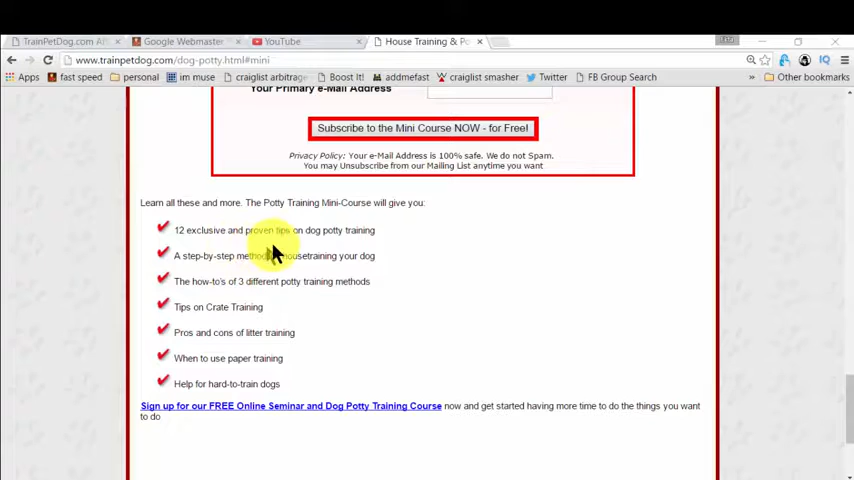 TrainPetDog.com Af
Google Webmaster
YouTube
House Training & Po
www.trainpetdog.com/dog-potty.html#mini
Apps
fast speed
personal
im muse
craiglist arbitrage
Boost It!
addmefast
craiglist smasher
Twitter
FB Group Search
Other bookmarks
Your Primary e-Mail Address
Subscribe to the Mini Course NOW - for Free!
Privacy Policy: Your e-Mail Address is 100% safe. We do not Spam.
You may Unsubscribe from our Mailing List anytime you want
Learn all these and more. The Potty Training Mini-Course will give you:
12 exclusive and proven tips on dog potty training
A step-by-step method housetraining your dog
The how-to's of 3 different potty training methods
Tips on Crate Training
Pros and cons of litter training
When to use paper training
Help for hard-to-train dogs
Sign up for our FREE Online Seminar and Dog Potty Training Course now and get started having more time to do the things you want
to do